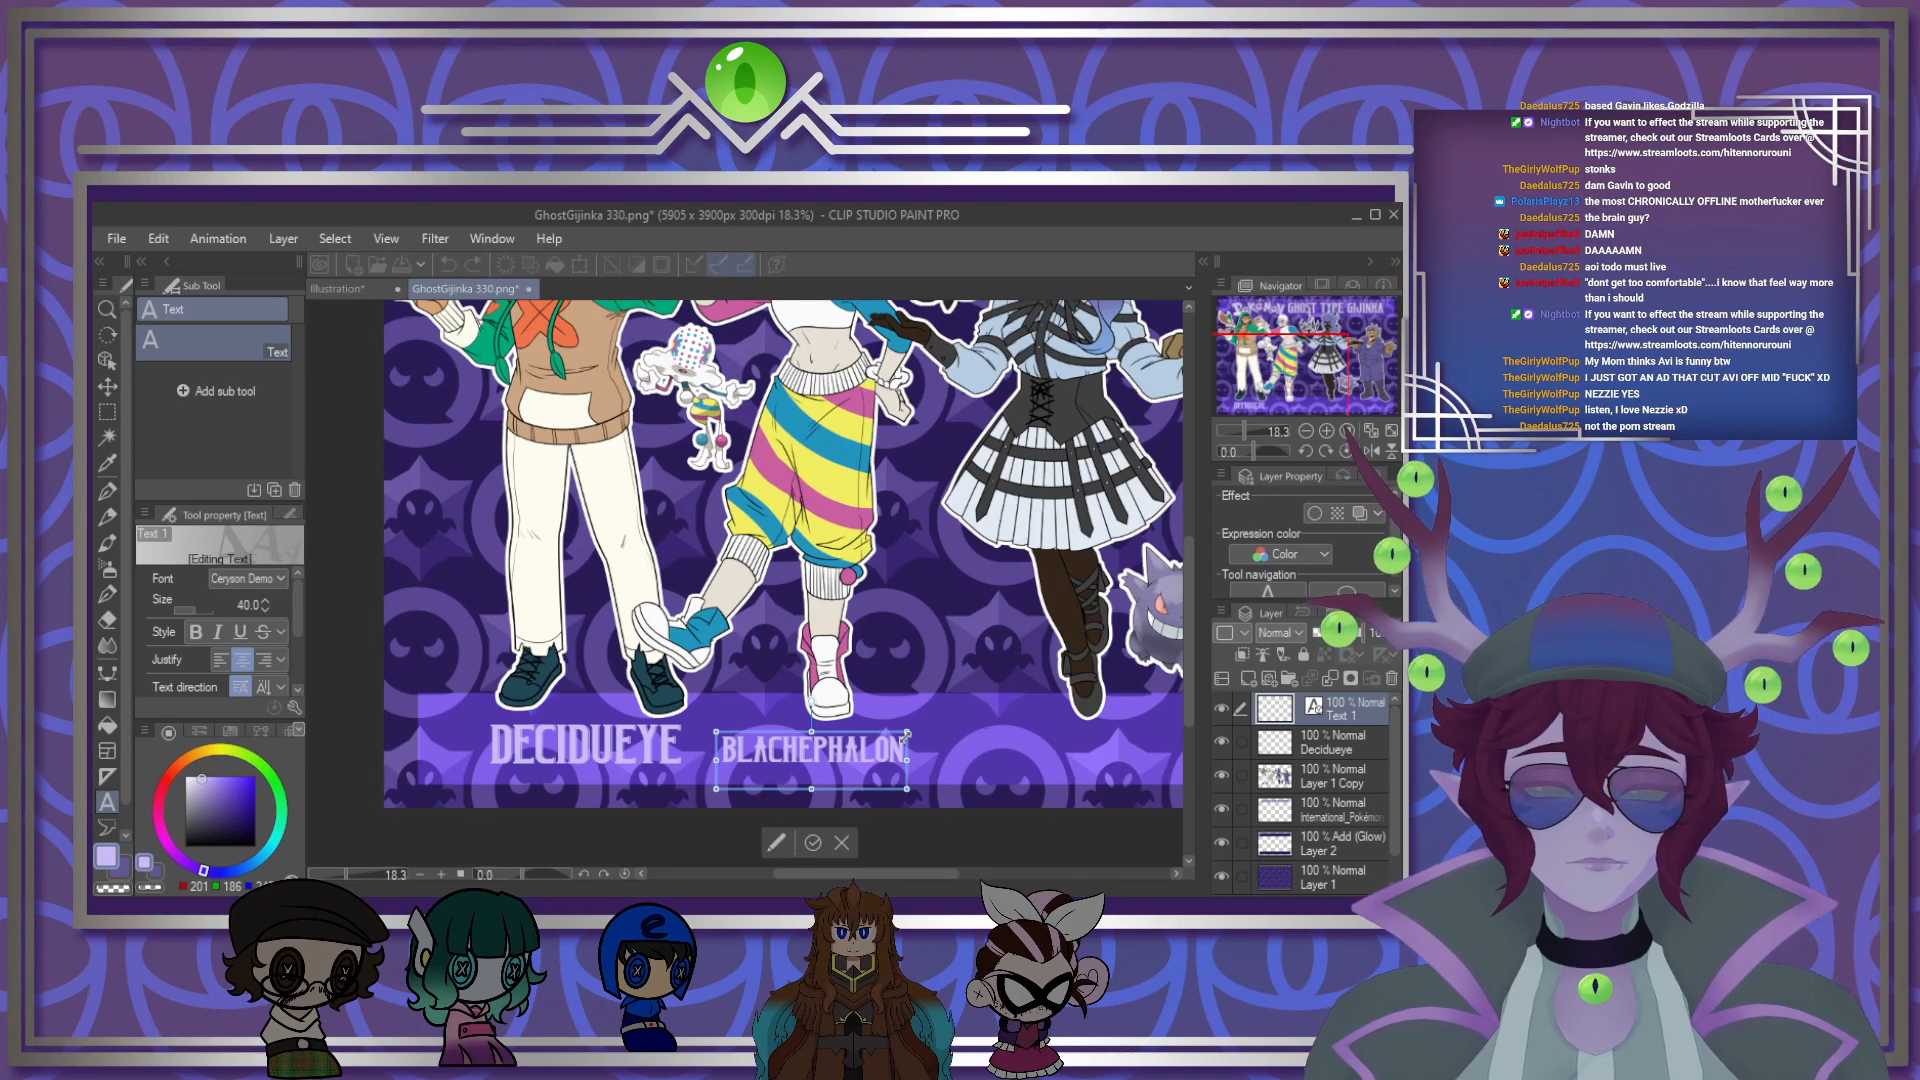 GhostGijinka 330.png* (5905 x 3900px 300dpi 18.3%) - CLIP STUDIO PAINT PRO
File Edit Animation Layer Select View Filter Window Help
Sub Tool
Illustration*
GhostGijinka 330.png*
Text
Text
Add sub tool
Tool property [Text]
Text 1
[Editing Text]
Font
Ceryson Demo
Size
40.0
Style B I U S
Justify
Text direction
201 186
DECIDUEYE
BLACHEPHALON
18.3
0.0
Navigator
POKéMON GHOST TYPE GIJINKA
DECIDUEYE
18.3
0.0
Layer Property
Effect
Expression color
Color
Tool navigation
Layer
Normal
100 % Normal
Text 1
100 % Normal
Decidueye
100 % Normal
Layer 1 Copy
100 % Normal
International_Pokémon
100 % Add (Glow)
Layer 2
100 % Normal
Layer 1
Daedalus725 based Gavin likes Godzilla
Nightbot If you want to effect the stream while supporting the
streamer, check out our Streamloots Cards over @
https://www.streamloots.com/hitennorurouni
TheGirlyWolfPup stonks
Daedalus725 dam Gavin to good
PolarisPlayz13 the most CHRONICALLY OFFLINE motherfucker ever
Daedalus725 the brain guy?
DAMN
DAAAAAMN
Daedalus725 aoi todo must live
"dont get too comfortable"....i know that feel way more
than i should
Nightbot If you want to effect the stream while supporting the
streamer, check out our Streamloots Cards over @
https://www.streamloots.com/hitennorurouni
TheGirlyWolfPup My Mom thinks Avi is funny btw
TheGirlyWolfPup I JUST GOT AN AD THAT CUT AVI OFF MID "FUCK" XD
TheGirlyWolfPup NEZZIE YES
TheGirlyWolfPup listen, I love Nezzie xD
Daedalus725 not the porn stream